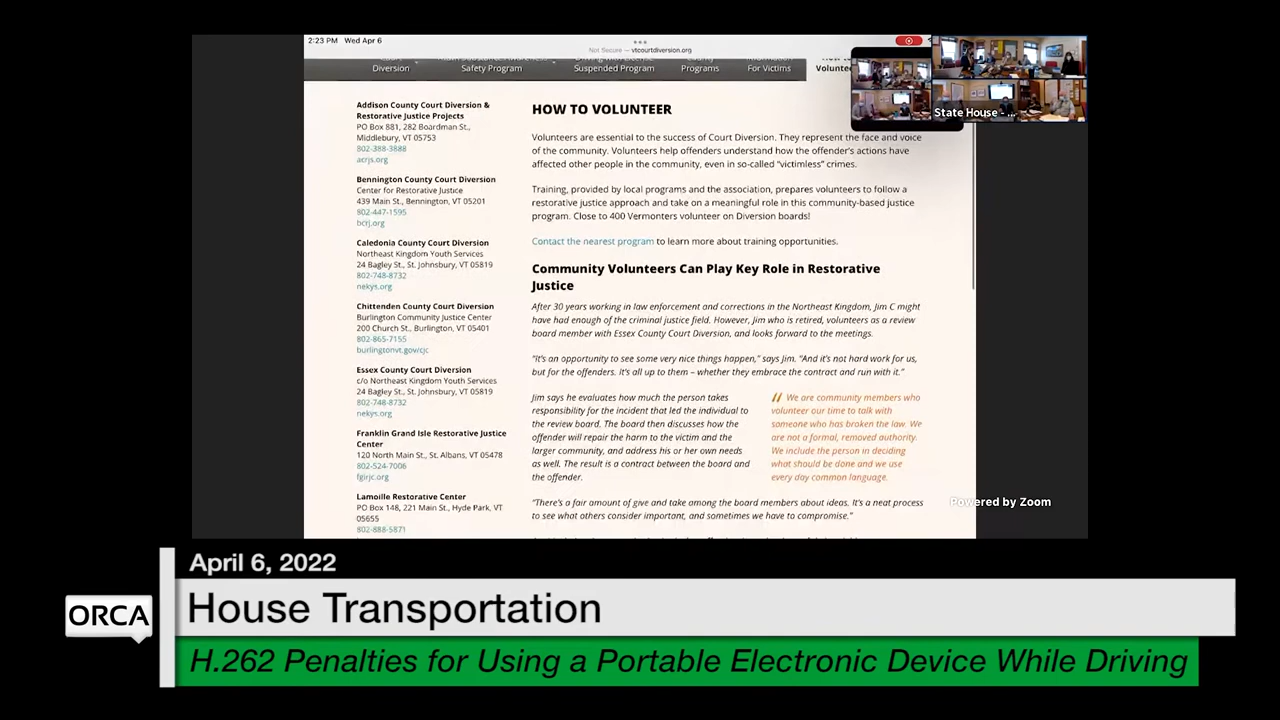 2:23 PM Wed Apr 6
Not Secure — vtcourtdiversion.org
Diversion
Safety Program
Suspended Program
Programs
For Victims
State House - ...
Addison County Court Diversion &
Restorative Justice Projects
PO Box 881, 282 Boardman St.,
Middlebury, VT 05753
802-388-3888
acrjs.org
Bennington County Court Diversion
Center for Restorative Justice
439 Main St., Bennington, VT 05201
802-447-1595
bcrj.org
Caledonia County Court Diversion
Northeast Kingdom Youth Services
24 Bagley St., St. Johnsbury, VT 05819
802-748-8732
nekys.org
Chittenden County Court Diversion
Burlington Community Justice Center
200 Church St., Burlington, VT 05401
802-865-7155
burlingtonvt.gov/cjc
Essex County Court Diversion
c/o Northeast Kingdom Youth Services
24 Bagley St., St. Johnsbury, VT 05819
802-748-8732
nekys.org
Franklin Grand Isle Restorative Justice
Center
120 North Main St., St. Albans, VT 05478
802-524-7006
fgirjc.org
Lamoille Restorative Center
PO Box 148, 221 Main St., Hyde Park, VT
05655
802-888-5871
HOW TO VOLUNTEER
Volunteers are essential to the success of Court Diversion. They represent the face and voice
of the community. Volunteers help offenders understand how the offender's actions have
affected other people in the community, even in so-called "victimless" crimes.
Training, provided by local programs and the association, prepares volunteers to follow a
restorative justice approach and take on a meaningful role in this community-based justice
program. Close to 400 Vermonters volunteer on Diversion boards!
Contact the nearest program to learn more about training opportunities.
Community Volunteers Can Play Key Role in Restorative
Justice
After 30 years working in law enforcement and corrections in the Northeast Kingdom, Jim C might
have had enough of the criminal justice field. However, Jim who is retired, volunteers as a review
board member with Essex County Court Diversion, and looks forward to the meetings.
"It's an opportunity to see some very nice things happen," says Jim. "And it's not hard work for us,
but for the offenders. it's all up to them – whether they embrace the contract and run with it."
Jim says he evaluates how much the person takes
responsibility for the incident that led the individual to
the review board. The board then discusses how the
offender will repair the harm to the victim and the
larger community, and address his or her own needs
as well. The result is a contract between the board and
the offender.
" We are community members who
volunteer our time to talk with
someone who has broken the law. We
are not a formal, removed authority.
We include the person in deciding
what should be done and we use
every day common language.
"There's a fair amount of give and take among the board members about ideas. It's a neat process
to see what others consider important, and sometimes we have to compromise."
Powered by Zoom
April 6, 2022
ORCA
House Transportation
H.262 Penalties for Using a Portable Electronic Device While Driving